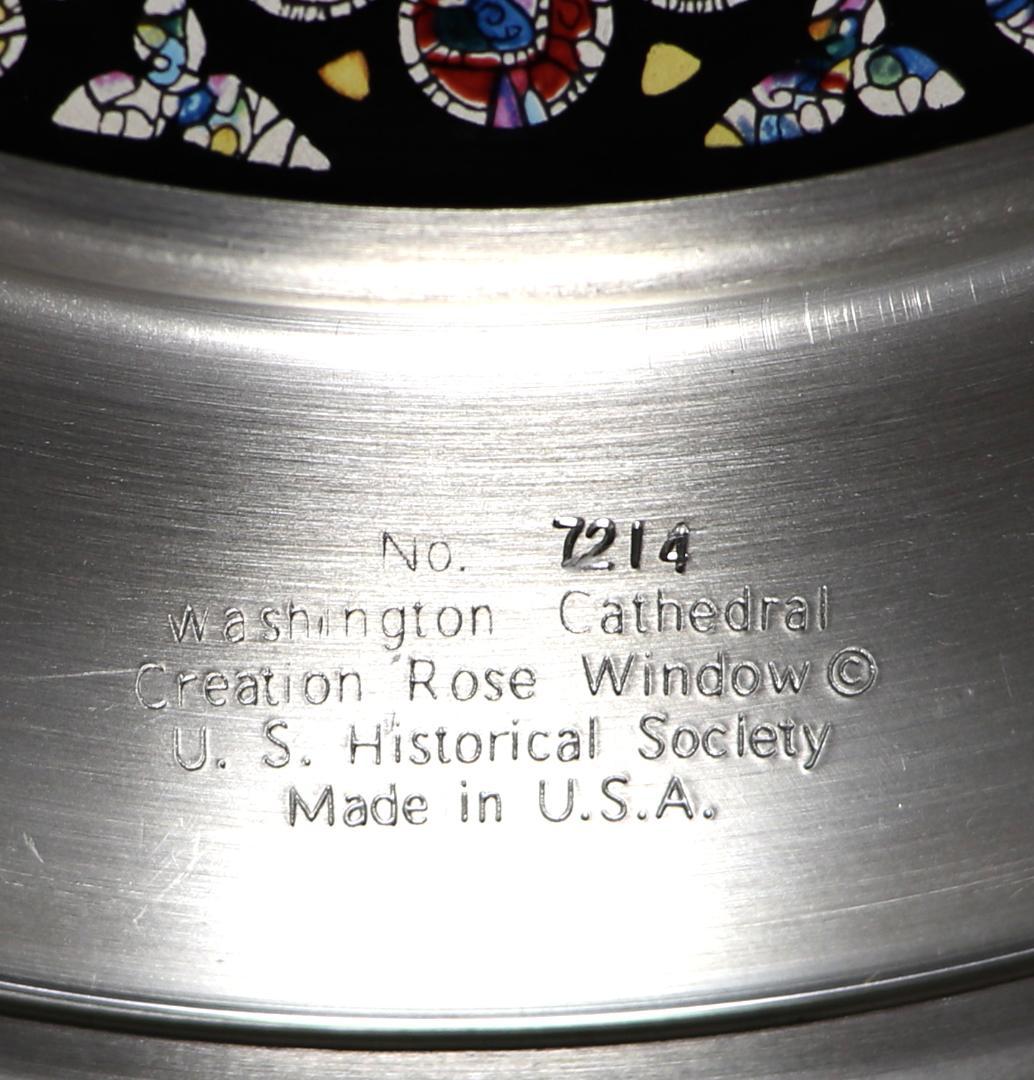 No. 7214
Washington Cathedral
Creation Rose Window ©
U. S. Historical Society
Made in U.S.A.